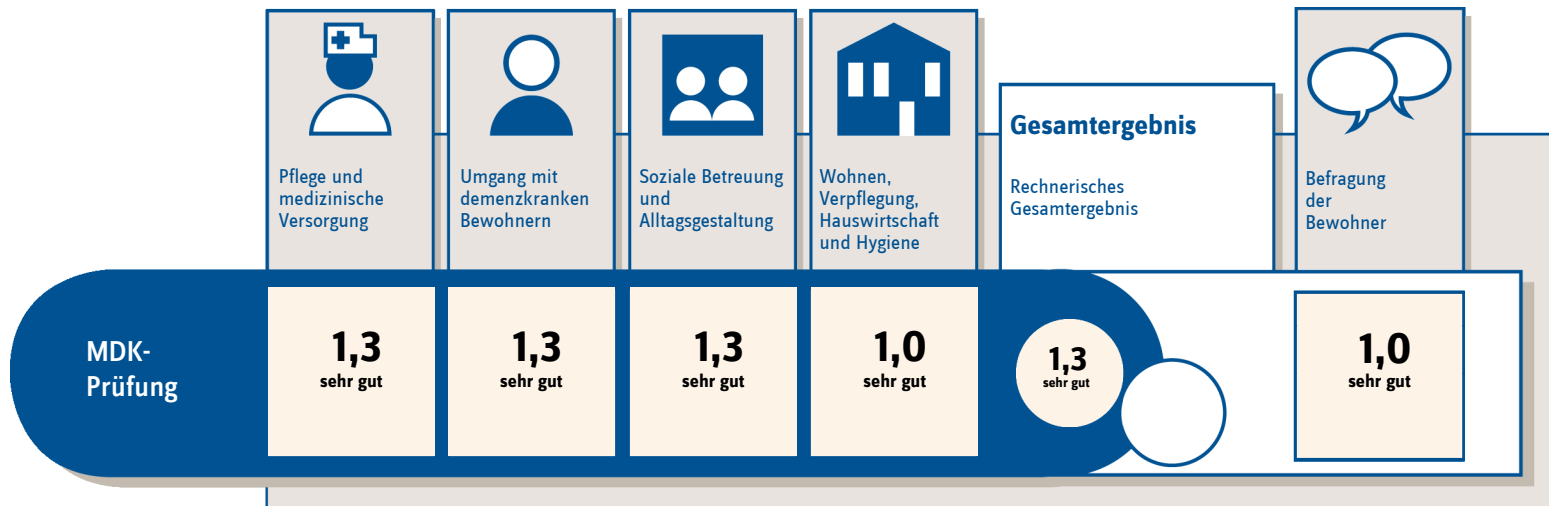 Pflege und
medizinische
Versorgung
Umgang mit
demenzkranken
Bewohnern
Soziale Betreuung
und
Alltagsgestaltung
Wohnen,
Verpflegung,
Hauswirtschaft
und Hygiene
Gesamtergebnis
Rechnerisches
Gesamtergebnis
Befragung
der
Bewohner
MDK-
Prüfung
1,3
sehr gut
1,3
sehr gut
1,3
sehr gut
1,0
sehr gut
1,3
sehr gut
1,0
sehr gut